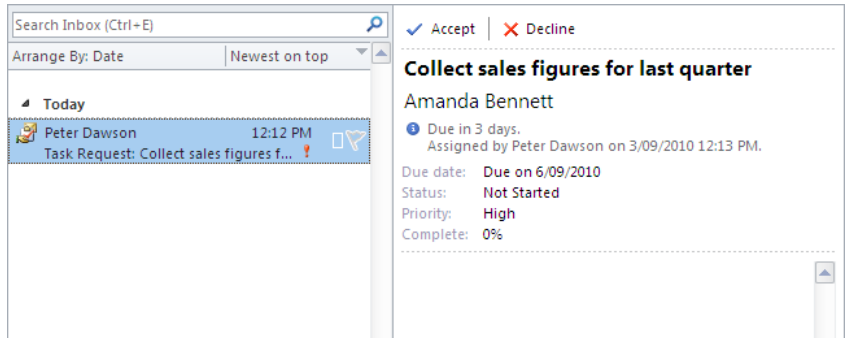 Search Inbox (Ctrl+E)
Arrange By: Date
Newest on top
Today
Peter Dawson 12:12 PM
Task Request: Collect sales figures f...
Accept
Decline
Collect sales figures for last quarter
Amanda Bennett
Due in 3 days.
Assigned by Peter Dawson on 3/09/2010 12:13 PM.
Due date: Due on 6/09/2010
Status: Not Started
Priority: High
Complete: 0%